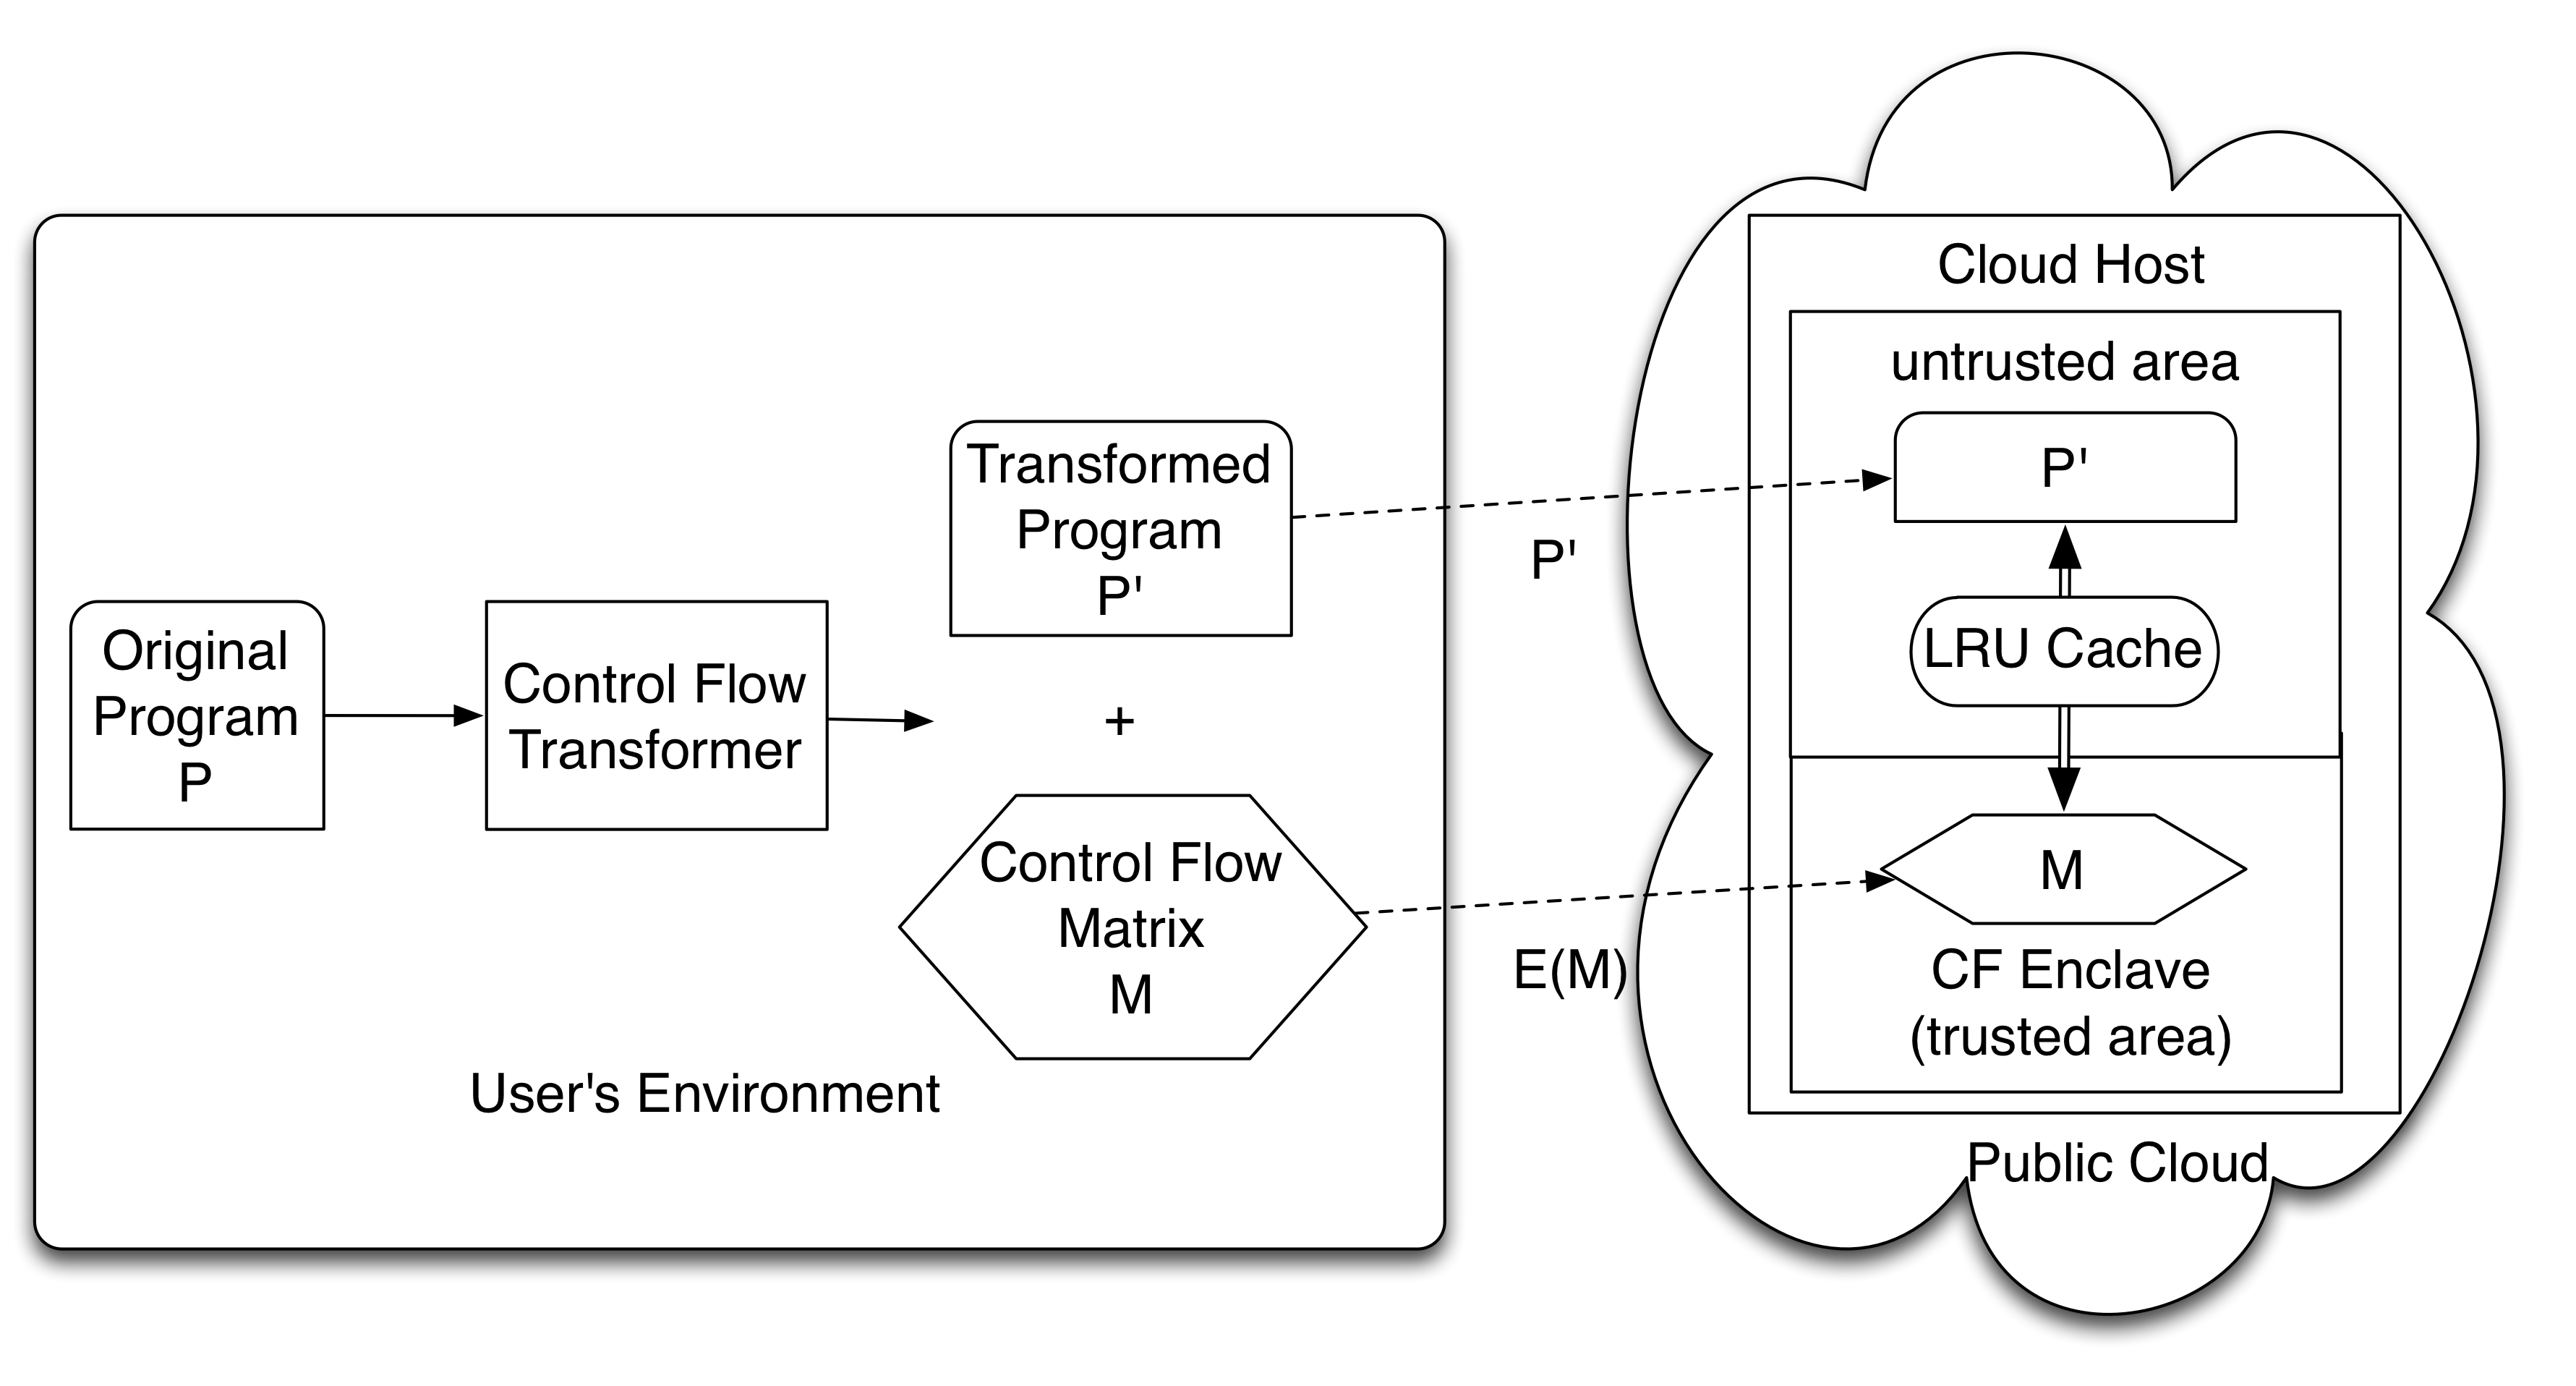 Original
Program
P
Control Flow
Transformer
Transformed
Program
P'
+
Control Flow
Matrix
M
User's Environment
P'
E(M)
Cloud Host
untrusted area
P'
LRU Cache
M
CF Enclave
(trusted area)
Public Cloud